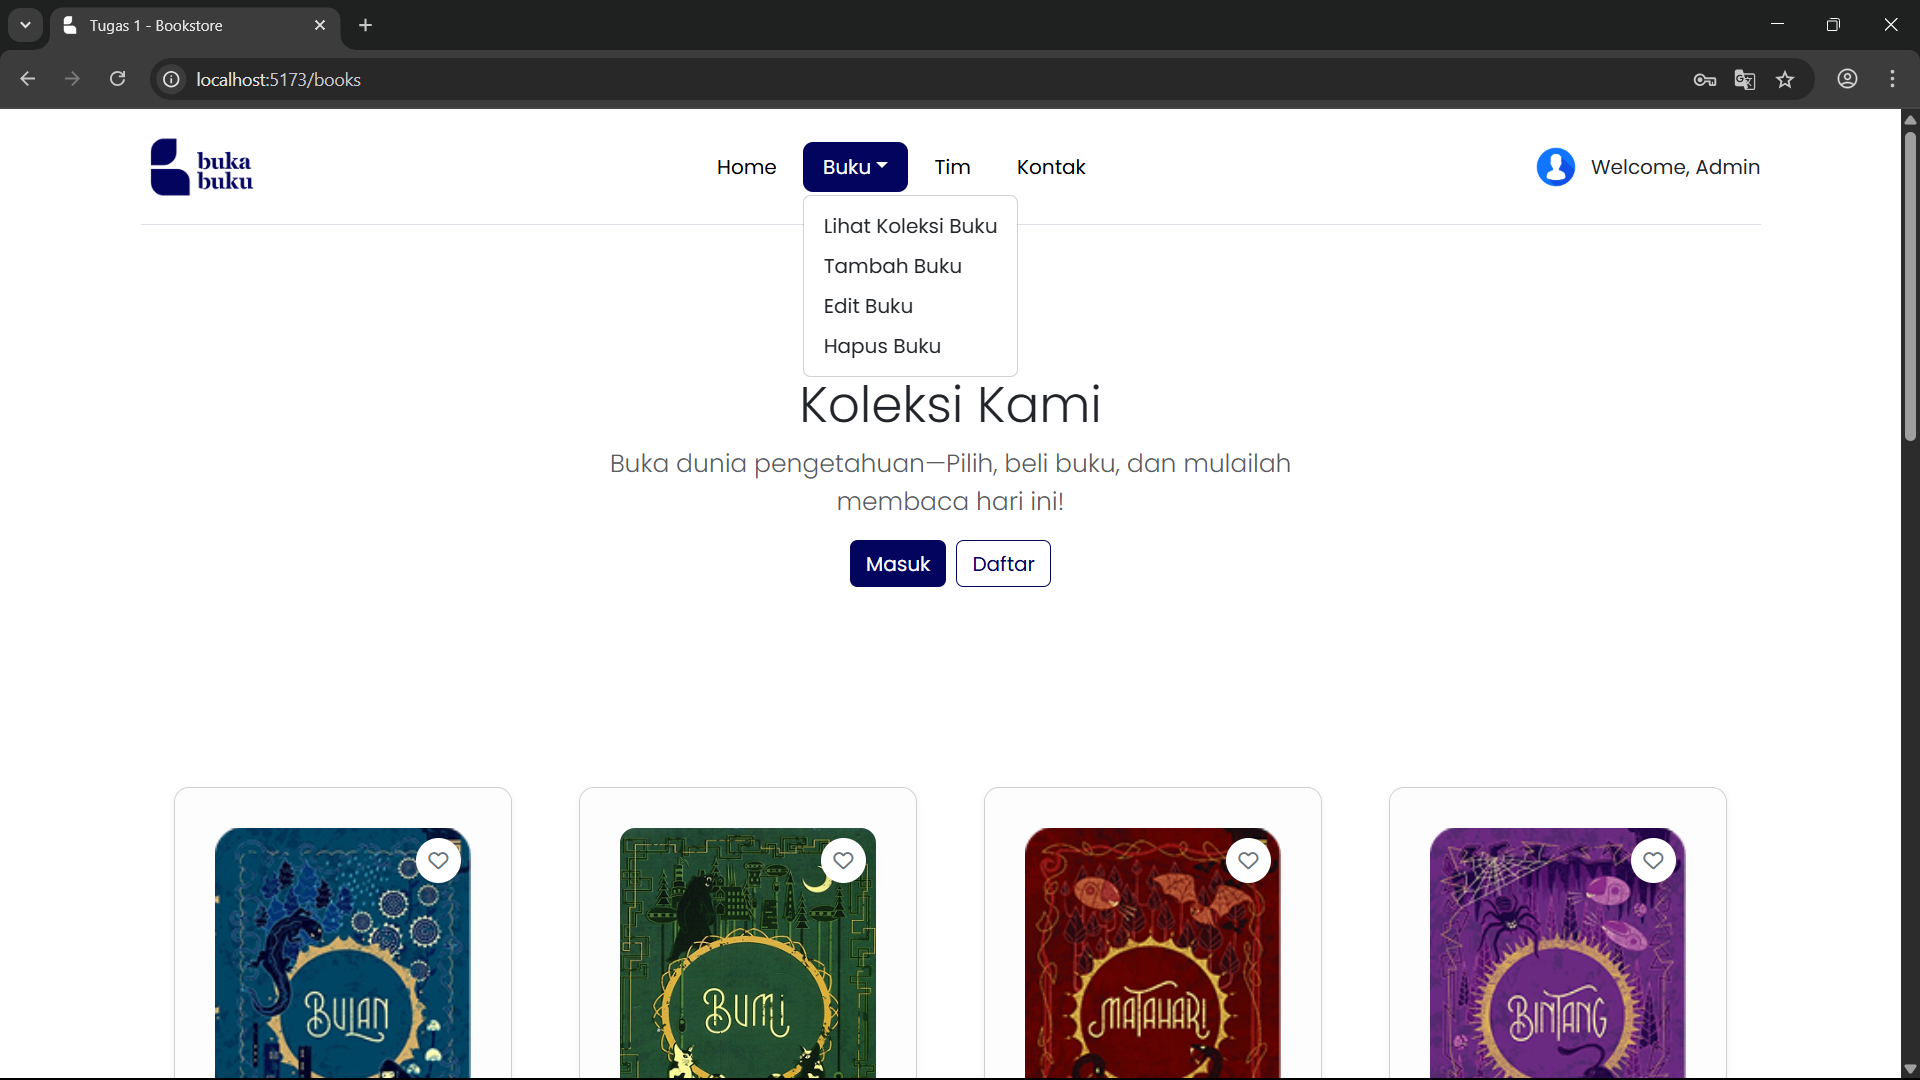 Tugas 1 - Bookstore
localhost:5173/books
buka
buku
Home
Buku
Tim
Kontak
Welcome, Admin
Lihat Koleksi Buku
Tambah Buku
Edit Buku
Hapus Buku
Koleksi Kami
Buka dunia pengetahuan—Pilih, beli buku, dan mulailah
membaca hari ini!
Masuk
Daftar
BULAN
BUMI
MATAHARI
BINTANG